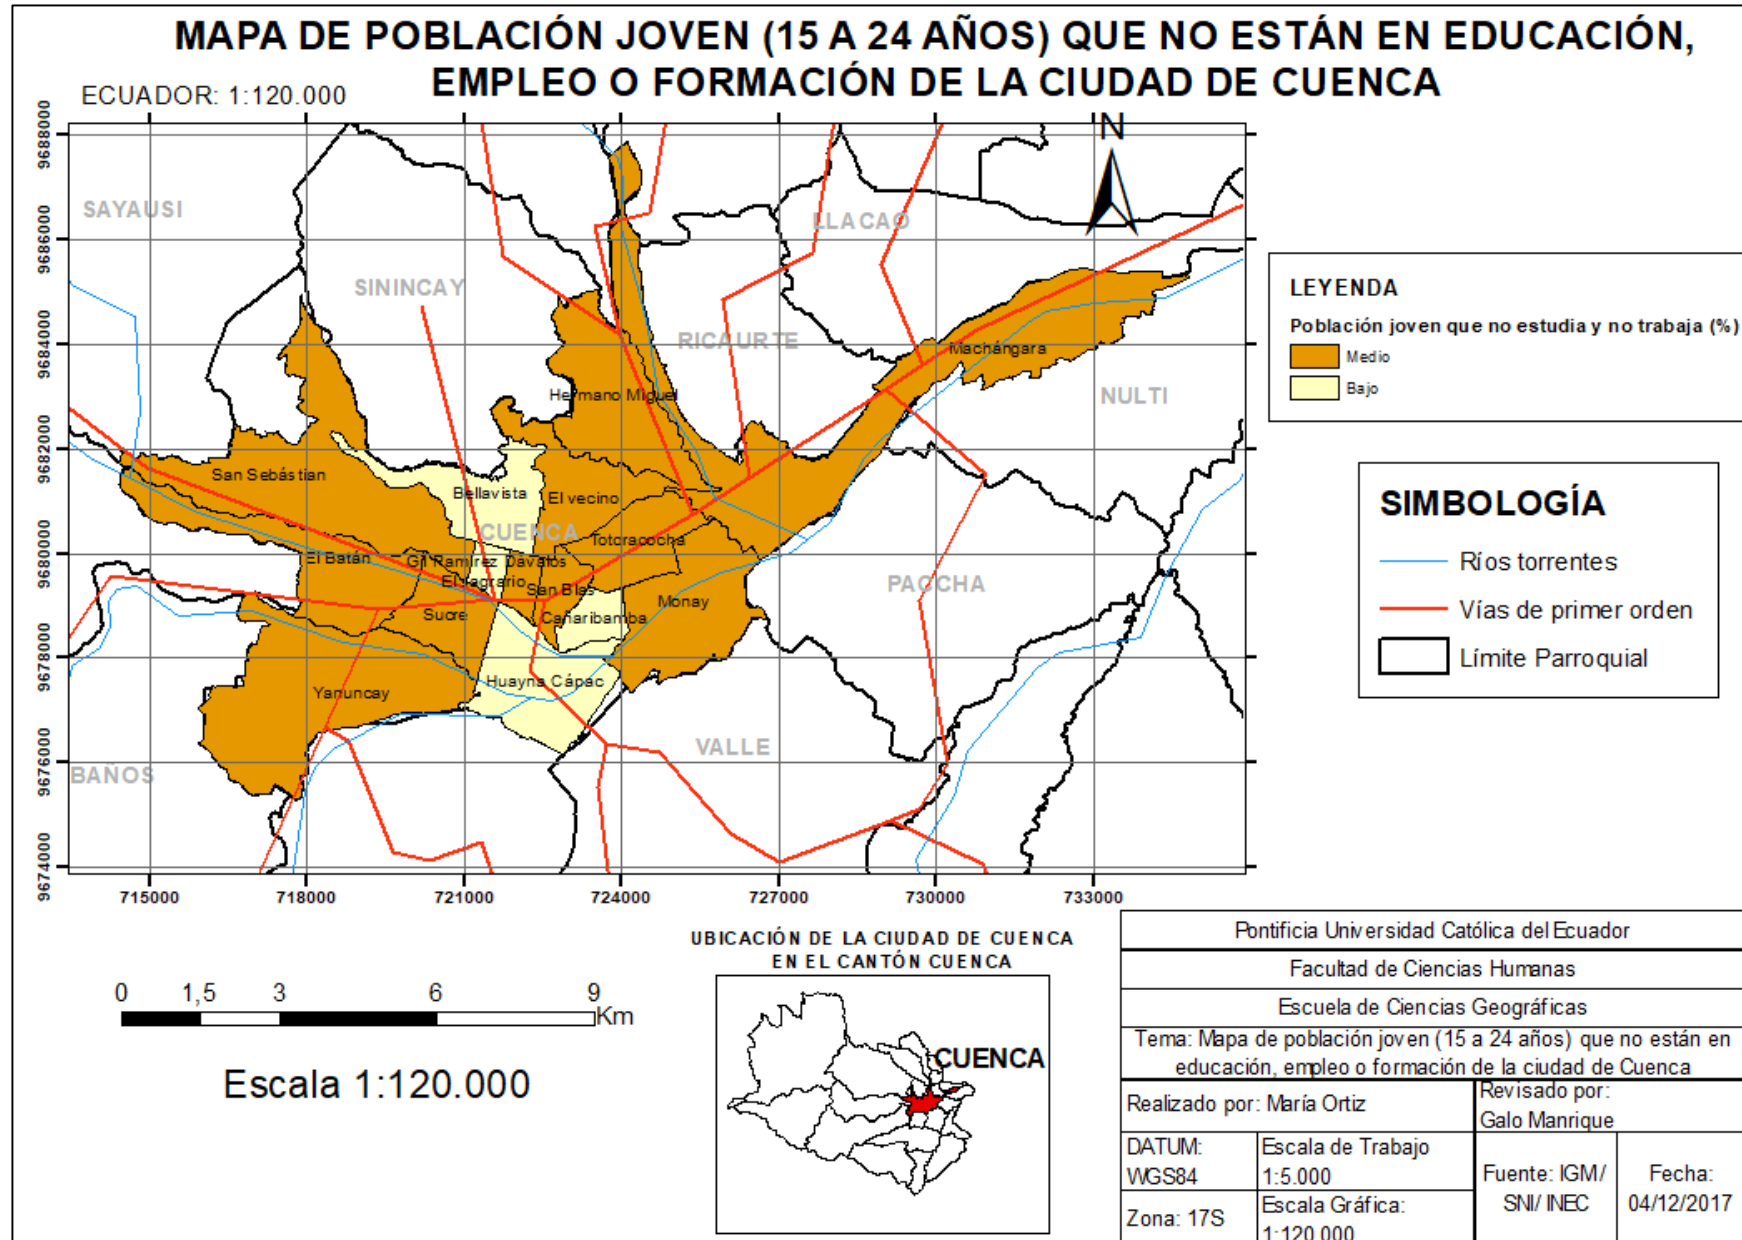 MAPA DE POBLACIÓN JOVEN (15 A 24 AÑOS) QUE NO ESTÁN EN EDUCACIÓN,
EMPLEO O FORMACIÓN DE LA CIUDAD DE CUENCA
ECUADOR: 1:120.000
N
9688000
9686000
9684000
9682000
9680000
9678000
9676000
9674000
SAYAUSI
LLACAO
SININCAY
RICAURTE
Machángara
NULTI
Hermano Miguel
San Sebástian
Bellavista
El vecino
CUENCA
Totoracocha
El Batán
Gil Ramírez Dávalos
El Sagrario
San Blas
PACCHA
Monay
Sucre
Cañaribamba
Huayna Cápac
Yanuncay
VALLE
BAÑOS
715000 718000 721000 724000 727000 730000 733000
LEYENDA
Población joven que no estudia y no trabaja (%)
Medio
Bajo
SIMBOLOGÍA
Ríos torrentes
Vías de primer orden
Límite Parroquial
0 1,5 3 6 9
Km
Escala 1:120.000
UBICACIÓN DE LA CIUDAD DE CUENCA
EN EL CANTÓN CUENCA
CUENCA
Pontificia Universidad Católica del Ecuador
Facultad de Ciencias Humanas
Escuela de Ciencias Geográficas
Tema: Mapa de población joven (15 a 24 años) que no están en
educación, empleo o formación de la ciudad de Cuenca
Realizado por: María Ortiz
Revisado por:
Galo Manrique
DATUM:
WGS84
Escala de Trabajo
1:5.000
Fuente: IGM/
SNI/ INEC
Fecha:
04/12/2017
Zona: 17S
Escala Gráfica:
1:120.000